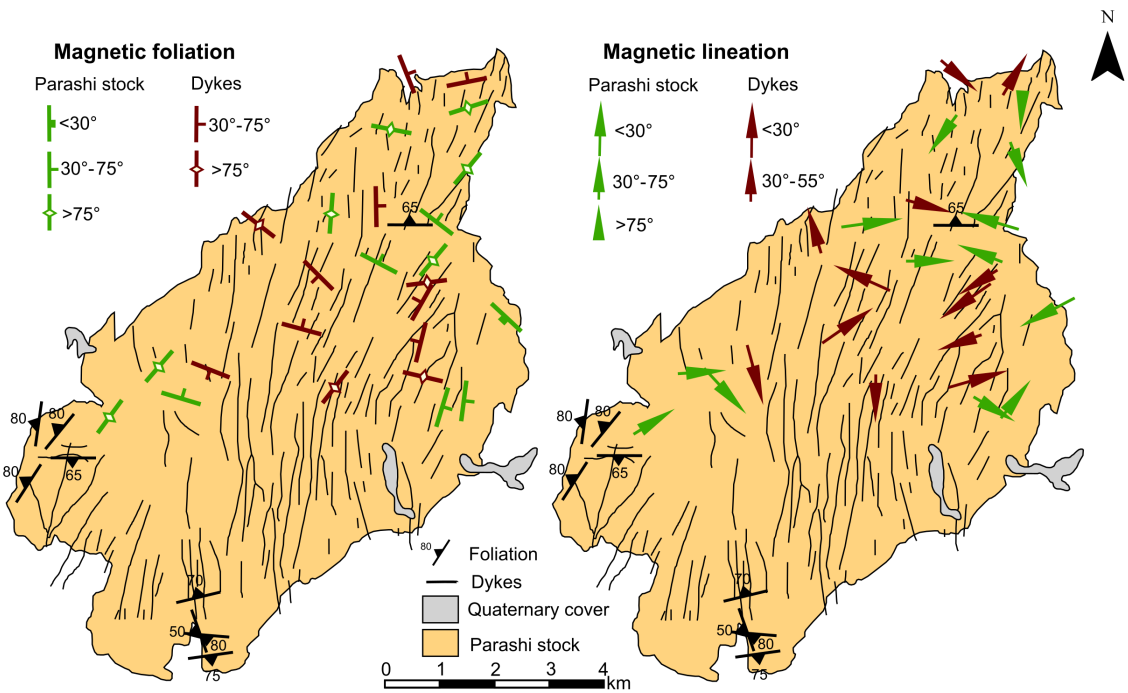 N
Magnetic foliation
Parashi stock
Dykes
<30°
30°-75°
30°-75°
>75°
>75°
Magnetic lineation
Parashi stock
Dykes
<30°
<30°
30°-75°
30°-55°
>75°
65
65
80
80
80
65
80
80
80
65
70
50
80
75
70
50
80
75
80
Foliation
Dykes
Quaternary cover
Parashi stock
0
1
2
3
4
km